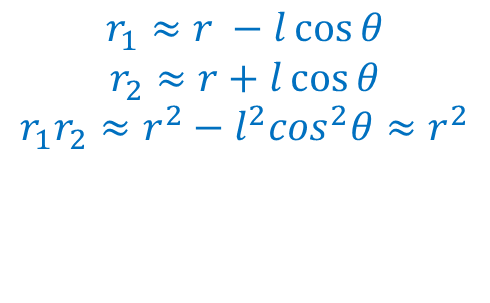 r₁ ≈ r − l cos θ
r₂ ≈ r + l cos θ
r₁r₂ ≈ r² − l²cos²θ ≈ r²